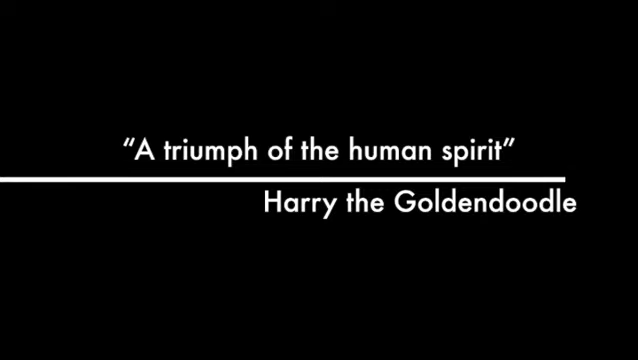 “A triumph of the human spirit”
Harry the Goldendoodle